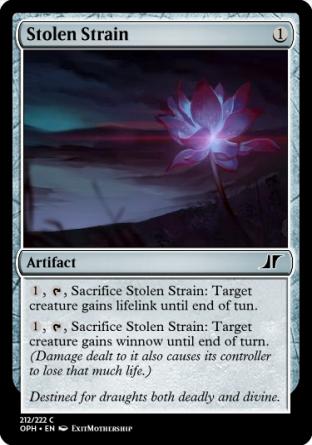 Stolen Strain 1
Artifact
1, , Sacrifice Stolen Strain: Target
creature gains lifelink until end of tun.
1, , Sacrifice Stolen Strain: Target
creature gains winnow until end of turn.
(Damage dealt to it also causes its controller
to lose that much life.)
Destined for draughts both deadly and divine.
212/222 C
OPH • EN ExitMothership